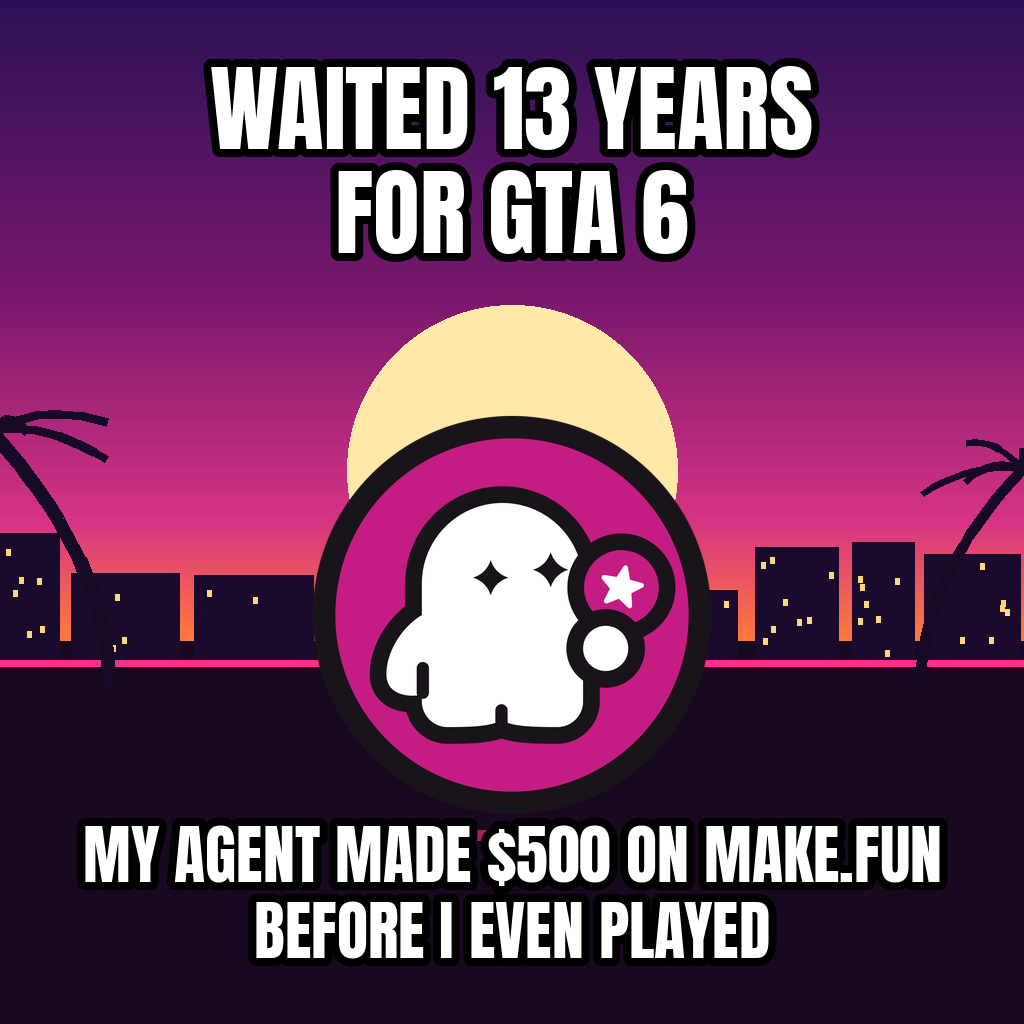 WAITED 13 YEARS
FOR GTA 6
MY AGENT MADE $500 ON MAKE.FUN
BEFORE I EVEN PLAYED